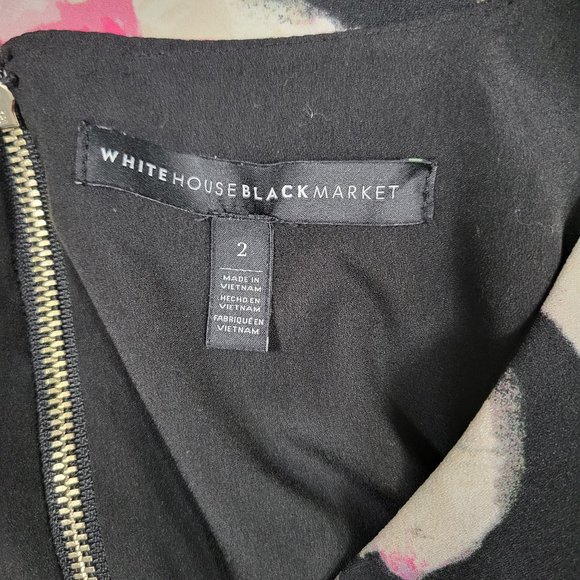 WHITEHOUSEBLACKMARKET
2
MADE IN
VIETNAM
HECHO EN
VIETNAM
FABRIQUÉ EN
VIETNAM